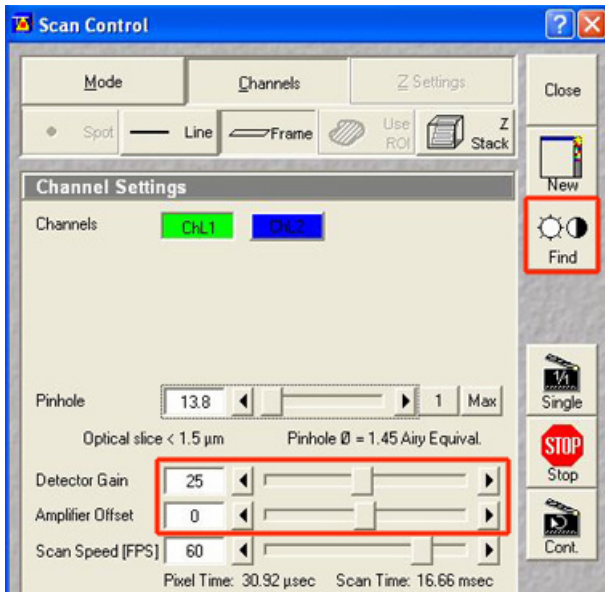 Scan Control
Mode Channels Z Settings Close
Spot Line Frame Use ROI Z Stack
New
Channel Settings
Channels ChL1 ChL2
Find
Pinhole 13.8 1 Max
1/1
Single
Optical slice < 1.5 µm Pinhole Ø = 1.45 Airy Equival.
STOP
Stop
Detector Gain 25
Amplifier Offset 0
Scan Speed [FPS] 60
Cont.
Pixel Time: 30.92 µsec Scan Time: 16.66 msec